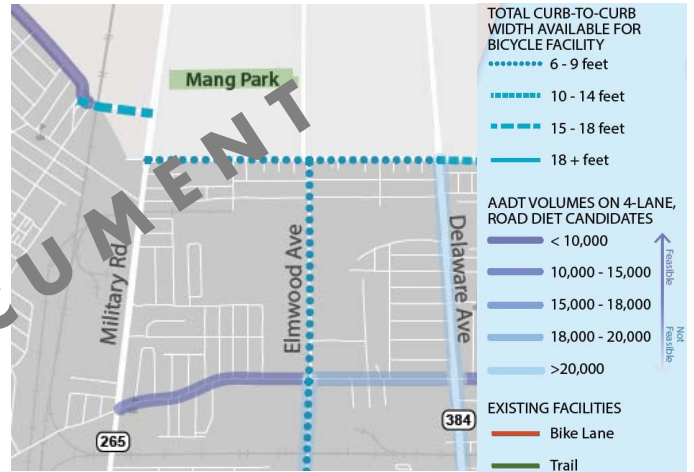 Mang Park
CUMENT
Military Rd
Elmwood Ave
Delaware Ave
265
384
TOTAL CURB-TO-CURB
WIDTH AVAILABLE FOR
BICYCLE FACILITY
6 - 9 feet
10 - 14 feet
15 - 18 feet
18 + feet
AADT VOLUMES ON 4-LANE,
ROAD DIET CANDIDATES
< 10,000
10,000 - 15,000
15,000 - 18,000
18,000 - 20,000
>20,000
Feasible
Not
Feasible
EXISTING FACILITIES
Bike Lane
Trail